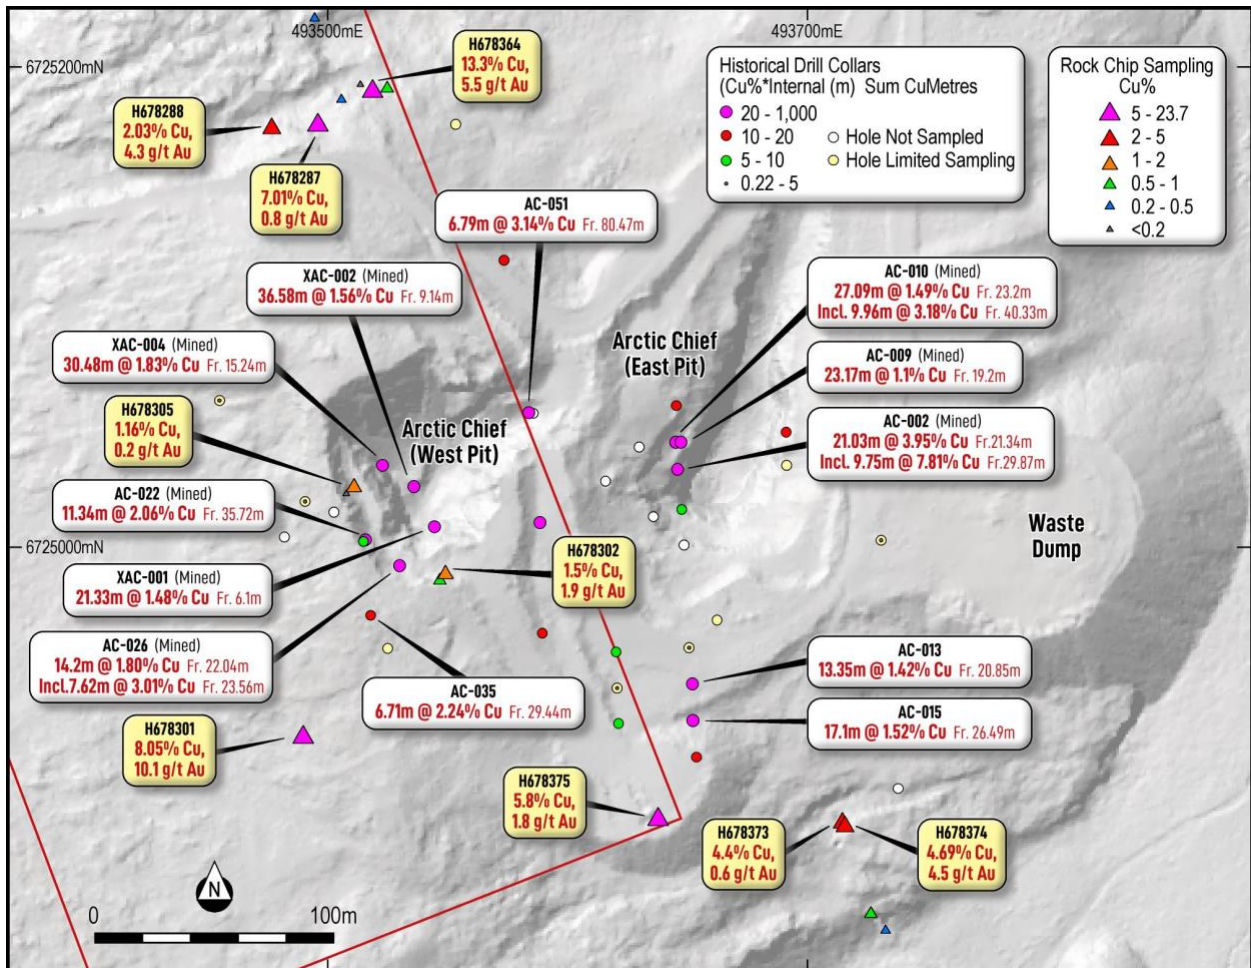 493500mE
493700mE
6725200mN
H678364
13.3% Cu,
5.5 g/t Au
Historical Drill Collars
(Cu%*Internal (m) Sum CuMetres
20 - 1,000
10 - 20
5 - 10
0.22 - 5
Hole Not Sampled
Hole Limited Sampling
Rock Chip Sampling
Cu%
5 - 23.7
2 - 5
1 - 2
0.5 - 1
0.2 - 0.5
<0.2
H678288
2.03% Cu,
4.3 g/t Au
H678287
7.01% Cu,
0.8 g/t Au
AC-051
6.79m @ 3.14% Cu Fr. 80.47m
XAC-002 (Mined)
36.58m @ 1.56% Cu Fr. 9.14m
AC-010 (Mined)
27.09m @ 1.49% Cu Fr. 23.2m
Incl. 9.96m @ 3.18% Cu Fr. 40.33m
XAC-004 (Mined)
30.48m @ 1.83% Cu Fr. 15.24m
Arctic Chief
(East Pit)
AC-009 (Mined)
23.17m @ 1.1% Cu Fr. 19.2m
H678305
1.16% Cu,
0.2 g/t Au
Arctic Chief
(West Pit)
AC-002 (Mined)
21.03m @ 3.95% Cu Fr.21.34m
Incl. 9.75m @ 7.81% Cu Fr.29.87m
AC-022 (Mined)
11.34m @ 2.06% Cu Fr. 35.72m
Waste
Dump
6725000mN
H678302
1.5% Cu,
1.9 g/t Au
XAC-001 (Mined)
21.33m @ 1.48% Cu Fr. 6.1m
AC-026 (Mined)
14.2m @ 1.80% Cu Fr. 22.04m
Incl.7.62m @ 3.01% Cu Fr. 23.56m
AC-013
13.35m @ 1.42% Cu Fr. 20.85m
AC-035
6.71m @ 2.24% Cu Fr. 29.44m
AC-015
17.1m @ 1.52% Cu Fr. 26.49m
H678301
8.05% Cu,
10.1 g/t Au
H678375
5.8% Cu,
1.8 g/t Au
H678373
4.4% Cu,
0.6 g/t Au
H678374
4.69% Cu,
4.5 g/t Au
N
0
100m